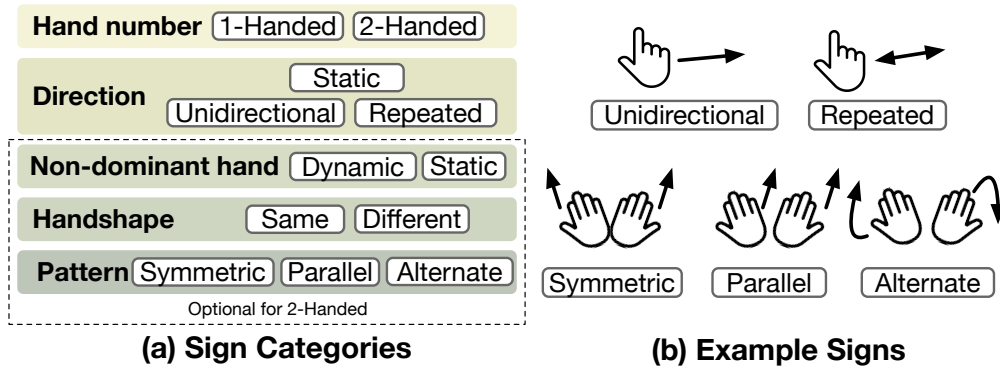 Hand number 1-Handed 2-Handed
Direction Static
Unidirectional Repeated
Non-dominant hand Dynamic Static
Handshape Same Different
Pattern Symmetric Parallel Alternate
Optional for 2-Handed
(a) Sign Categories
Unidirectional Repeated
Symmetric Parallel Alternate
(b) Example Signs